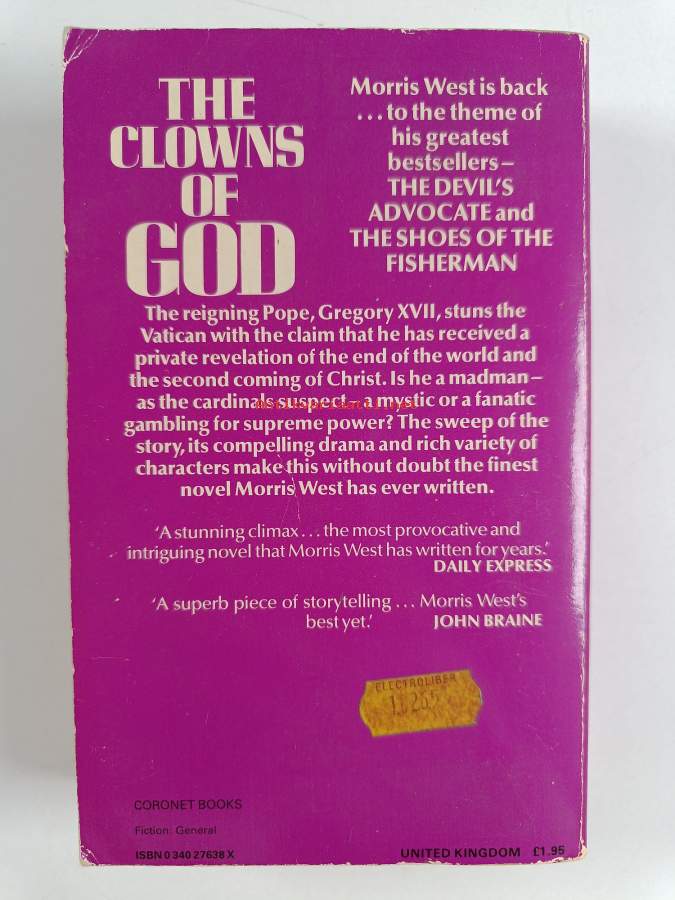 THE
CLOWNS
OF
GOD
Morris West is back
...to the theme of
his greatest
bestsellers–
THE DEVIL'S
ADVOCATE and
THE SHOES OF THE
FISHERMAN
The reigning Pope, Gregory XVII, stuns the
Vatican with the claim that he has received a
private revelation of the end of the world and
the second coming of Christ. Is he a madman–
as the cardinals suspect–a mystic or a fanatic
gambling for supreme power? The sweep of the
story, its compelling drama and rich variety of
characters make this without doubt the finest
novel Morris West has ever written.
'A stunning climax...the most provocative and
intriguing novel that Morris West has written for years.'
DAILY EXPRESS
'A superb piece of storytelling ... Morris West's
best yet.' JOHN BRAINE
ELECTROLIBER
CORONET BOOKS
Fiction: General
ISBN 0 340 27638 X
UNITED KINGDOM £1.95